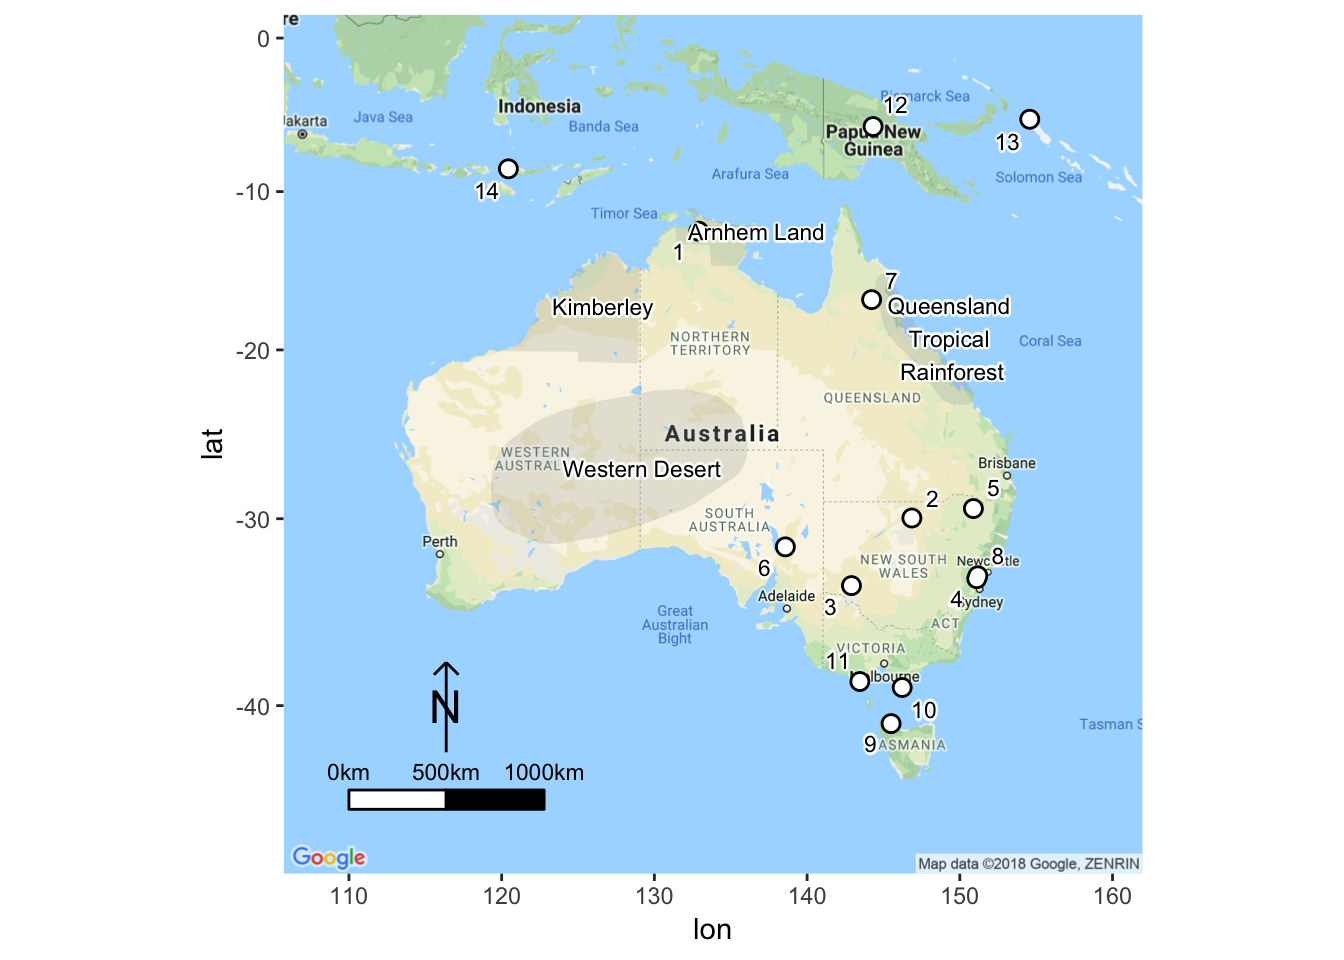 re
0
Indonesia
Bismarck Sea
12
Java Sea
Jakarta
Banda Sea
Papua New
Guinea
13
Arafura Sea
Solomon Sea
-10
14
Timor Sea
Arnhem Land
1
7
Kimberley
Queensland
Tropical
Rainforest
NORTHERN
TERRITORY
Coral Sea
-20
QUEENSLAND
Australia
WESTERN
AUSTRAL
Western Desert
Brisbane
5
2
SOUTH
AUSTRALIA
-30
Perth
6
NEW SOUTH
WALES
8
Newcastle
Adelaide
3
4
Sydney
Great
Australian
Bight
ACT
VICTORIA
11
Melbourne
10
-40
N
9
TASMANIA
Tasman S
0km 500km 1000km
Google
Map data ©2018 Google, ZENRIN
110 120 130 140 150 160
lon
lat